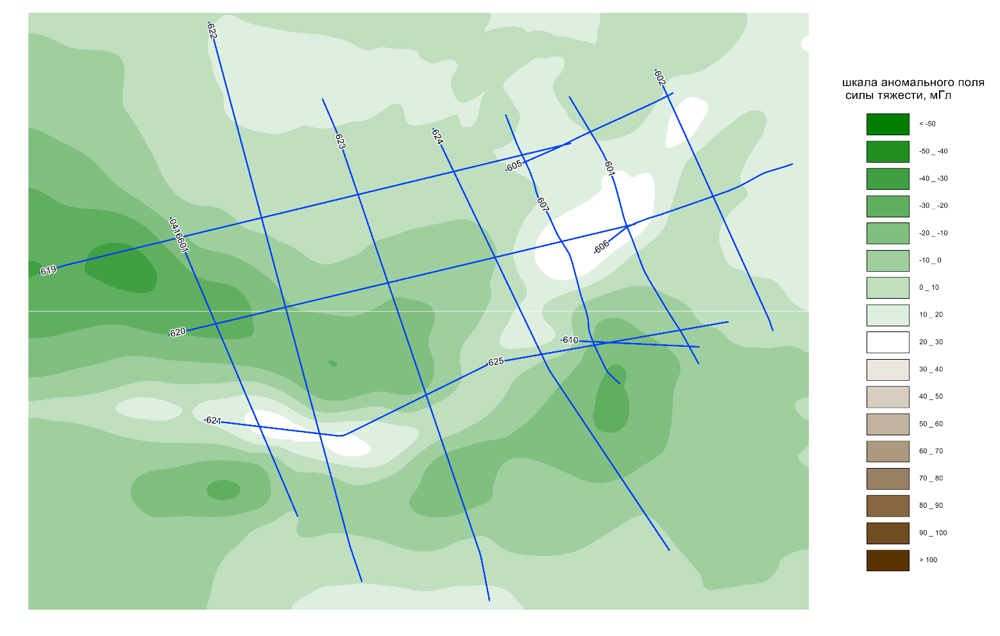 622
602
623
624
605
601
607
0416601
606
619
620
610
625
621
шкала аномального поля
силы тяжести, мГл
< -50
-50 _ -40
-40 _ -30
-30 _ -20
-20 _ -10
-10 _ 0
0 _ 10
10 _ 20
20 _ 30
30 _ 40
40 _ 50
50 _ 60
60 _ 70
70 _ 80
80 _ 90
90 _ 100
> 100